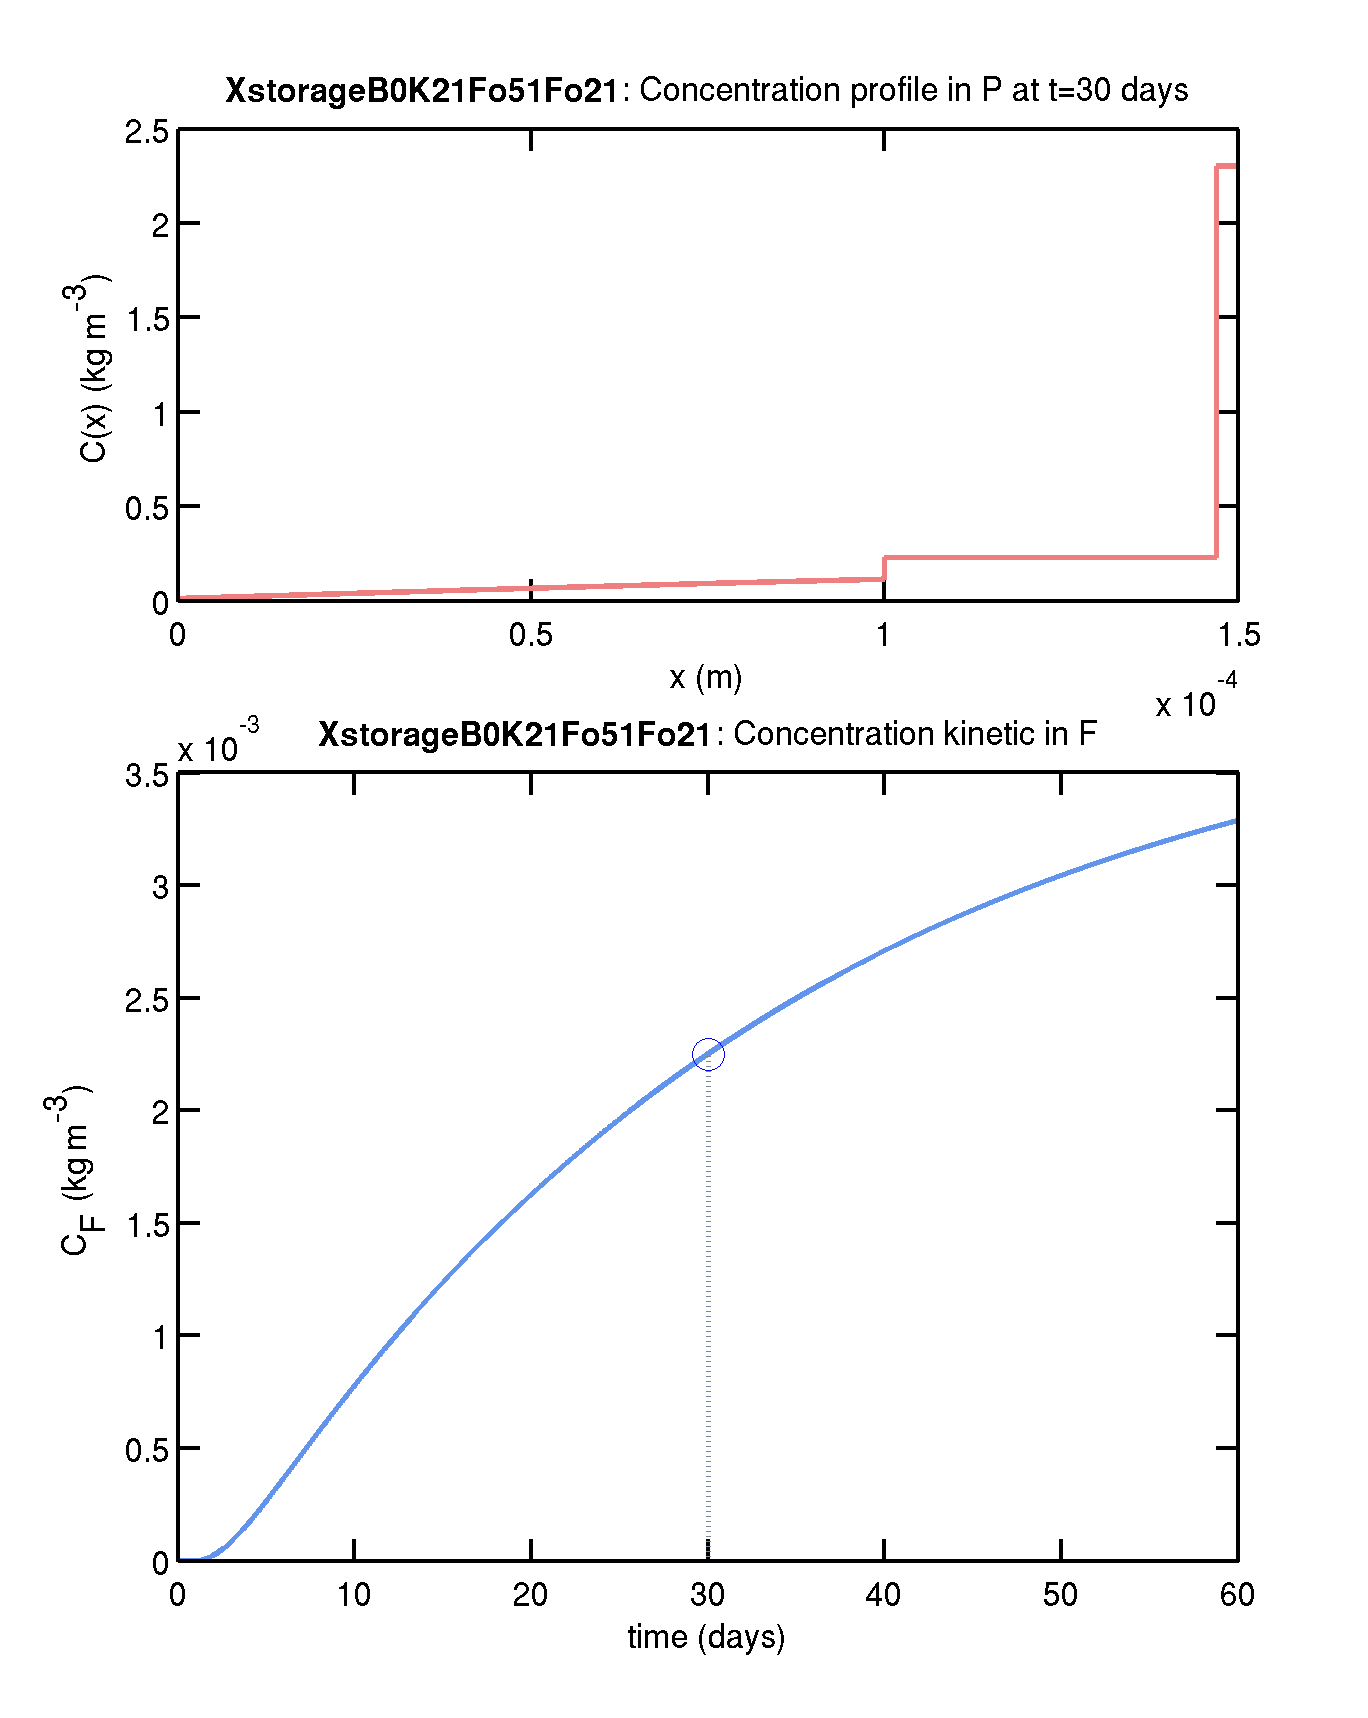 XstorageB0K21Fo51Fo21: Concentration profile in P at t=30 days
2.5
2
1.5
1
0.5
0
C(x) (kg m-3)
0 0.5 1 1.5
x (m)
x 10-4
x 10-3
XstorageB0K21Fo51Fo21: Concentration kinetic in F
3.5
3
2.5
2
1.5
1
0.5
0
CF (kg m-3)
0 10 20 30 40 50 60
time (days)